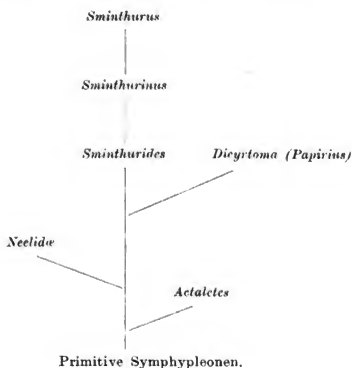 Sminthurus
Sminthurinus
Sminthurides Dicyrtoma (Papirius)
Neelidæ
Actaletes
Primitive Symphypleonen.